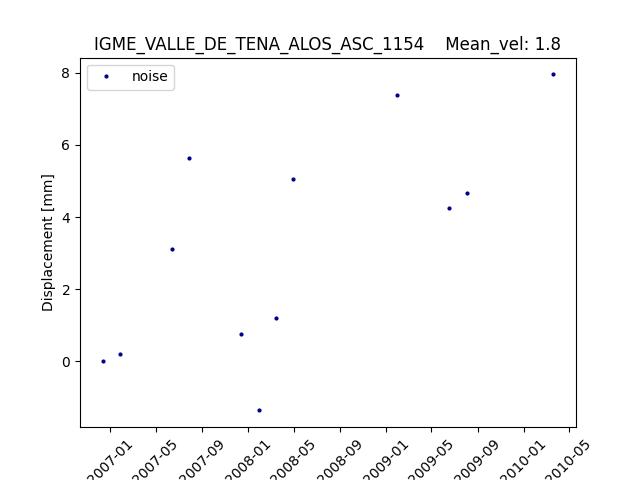 IGME_VALLE_DE_TENA_ALOS_ASC_1154    Mean_vel: 1.8
noise
Displacement [mm]
8
6
4
2
0
2007-01 2007-05 2007-09 2008-01 2008-05 2008-09 2009-01 2009-05 2009-09 2010-01 2010-05